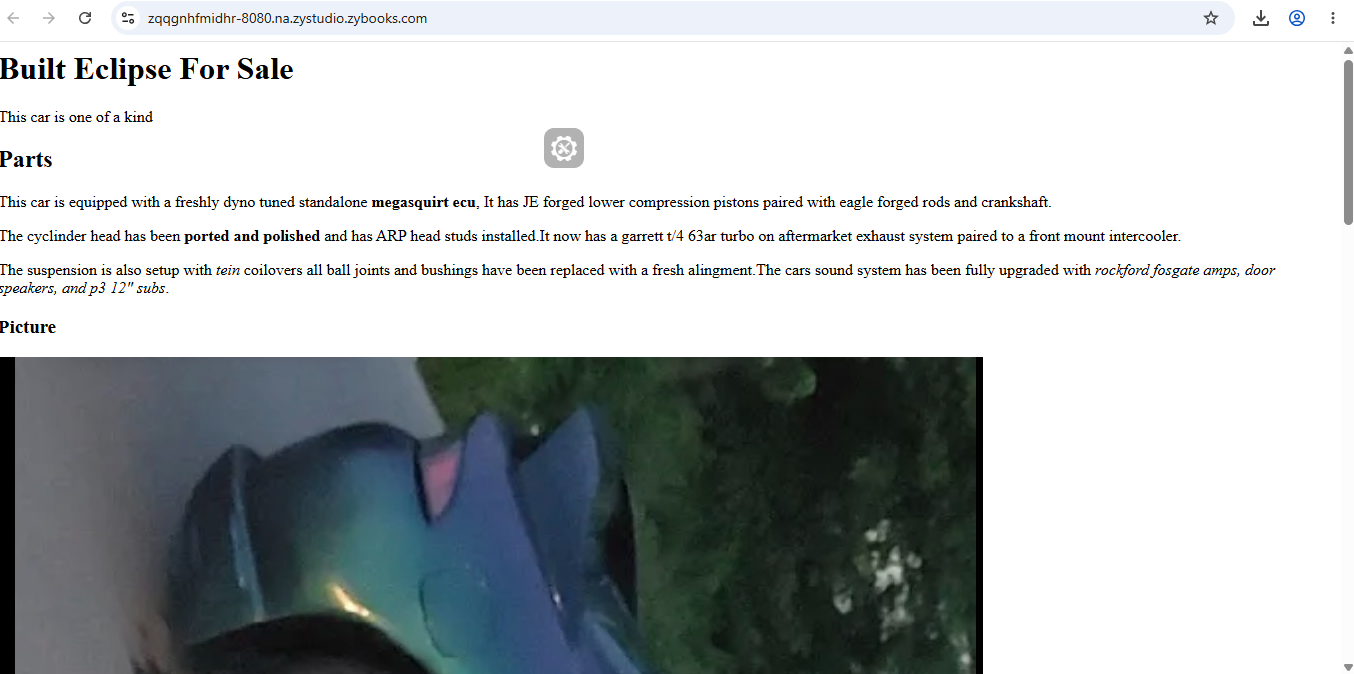 zqqgnhfmidhr-8080.na.zystudio.zybooks.com
Built Eclipse For Sale
This car is one of a kind
Parts
This car is equipped with a freshly dyno tuned standalone megasquirt ecu, It has JE forged lower compression pistons paired with eagle forged rods and crankshaft.
The cyclinder head has been ported and polished and has ARP head studs installed.It now has a garrett t/4 63ar turbo on aftermarket exhaust system paired to a front mount intercooler.
The suspension is also setup with tein coilovers all ball joints and bushings have been replaced with a fresh alingment.The cars sound system has been fully upgraded with rockford fosgate amps, door
speakers, and p3 12" subs.
Picture